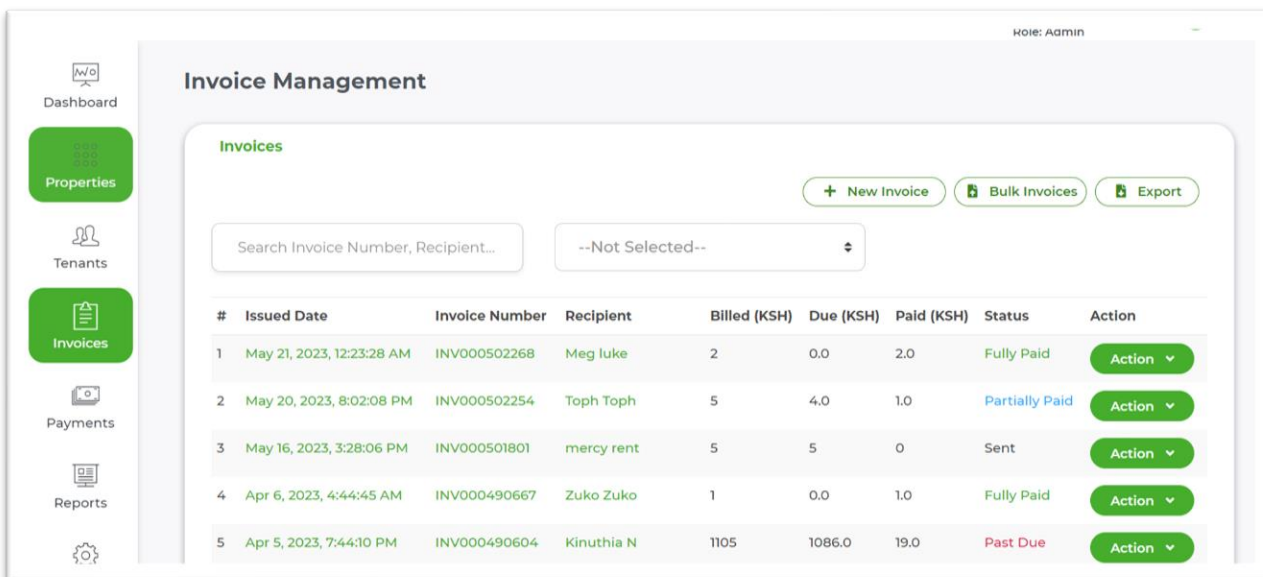 Role: Admin
Dashboard
Properties
Tenants
Invoices
Payments
Reports
Invoice Management
Invoices
+ New Invoice Bulk Invoices Export
Search Invoice Number, Recipient... --Not Selected--
# Issued Date Invoice Number Recipient Billed (KSH) Due (KSH) Paid (KSH) Status Action
1 May 21, 2023, 12:23:28 AM INV000502268 Meg luke 2 0.0 2.0 Fully Paid Action
2 May 20, 2023, 8:02:08 PM INV000502254 Toph Toph 5 4.0 1.0 Partially Paid Action
3 May 16, 2023, 3:28:06 PM INV000501801 mercy rent 5 5 0 Sent Action
4 Apr 6, 2023, 4:44:45 AM INV000490667 Zuko Zuko 1 0.0 1.0 Fully Paid Action
5 Apr 5, 2023, 7:44:10 PM INV000490604 Kinuthia N 1105 1086.0 19.0 Past Due Action